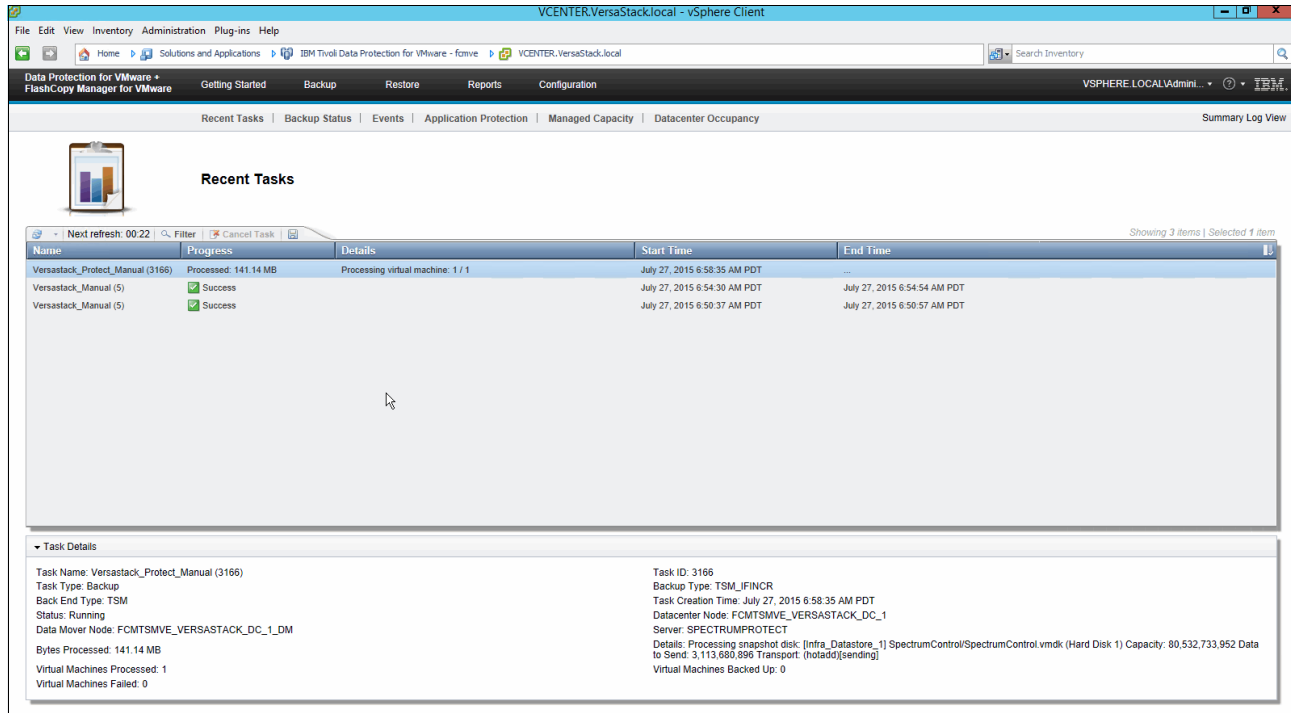 VCENTER.VersaStack.local - vSphere Client
File Edit View Inventory Administration Plug-ins Help
Home Solutions and Applications IBM Tivoli Data Protection for VMware - fcmve VCENTER.VersaStack.local Search Inventory
Data Protection for VMware +
FlashCopy Manager for VMware
Getting Started Backup Restore Reports Configuration VSPHERE.LOCAL\Admini... ? IBM.
Recent Tasks | Backup Status | Events | Application Protection | Managed Capacity | Datacenter Occupancy Summary Log View
Recent Tasks
Next refresh: 00:22 | Filter | Cancel Task | Showing 3 items | Selected 1 item
Name Progress Details Start Time End Time
Versastack_Protect_Manual (3166) Processed: 141.14 MB Processing virtual machine: 1 / 1 July 27, 2015 6:58:35 AM PDT ...
Versastack_Manual (5) Success July 27, 2015 6:54:30 AM PDT July 27, 2015 6:54:54 AM PDT
Versastack_Manual (5) Success July 27, 2015 6:50:37 AM PDT July 27, 2015 6:50:57 AM PDT
Task Details
Task Name: Versastack_Protect_Manual (3166)
Task Type: Backup
Back End Type: TSM
Status: Running
Data Mover Node: FCMTSMVE_VERSASTACK_DC_1_DM
Bytes Processed: 141.14 MB
Virtual Machines Processed: 1
Virtual Machines Failed: 0
Task ID: 3166
Backup Type: TSM_IFINCR
Task Creation Time: July 27, 2015 6:58:35 AM PDT
Datacenter Node: FCMTSMVE_VERSASTACK_DC_1
Server: SPECTRUMPROTECT
Details: Processing snapshot disk: [Infra_Datastore_1] SpectrumControl/SpectrumControl.vmdk (Hard Disk 1) Capacity: 80,532,733,952 Data
to Send: 3,113,680,896 Transport: (hotadd)[sending]
Virtual Machines Backed Up: 0